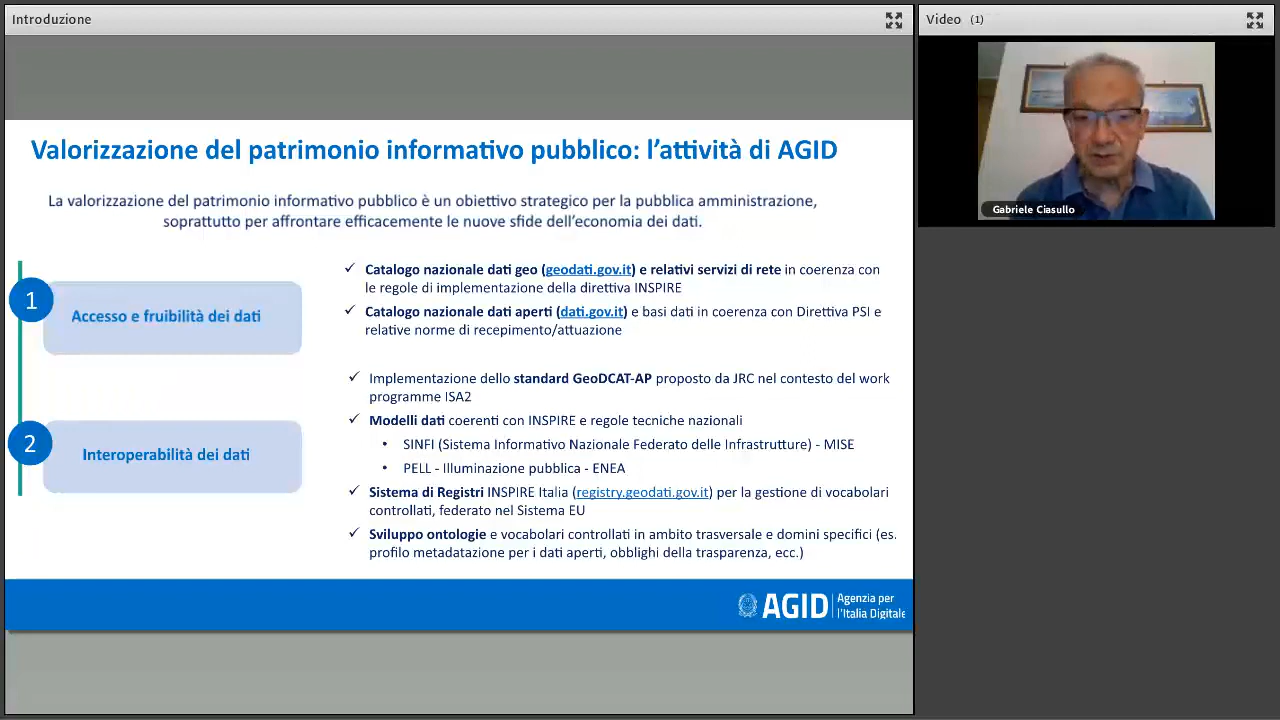 Introduzione
Video (1)
Gabriele Ciasullo
Valorizzazione del patrimonio informativo pubblico: l'attività di AGID
La valorizzazione del patrimonio informativo pubblico è un obiettivo strategico per la pubblica amministrazione,
soprattutto per affrontare efficacemente le nuove sfide dell'economia dei dati.
1
Accesso e fruibilità dei dati
✓ Catalogo nazionale dati geo (geodati.gov.it) e relativi servizi di rete in coerenza con
le regole di implementazione della direttiva INSPIRE
✓ Catalogo nazionale dati aperti (dati.gov.it) e basi dati in coerenza con Direttiva PSI e
relative norme di recepimento/attuazione
2
Interoperabilità dei dati
✓ Implementazione dello standard GeoDCAT-AP proposto da JRC nel contesto del work
programme ISA2
✓ Modelli dati coerenti con INSPIRE e regole tecniche nazionali
• SINFI (Sistema Informativo Nazionale Federato delle Infrastrutture) - MISE
• PELL - Illuminazione pubblica - ENEA
✓ Sistema di Registri INSPIRE Italia (registry.geodati.gov.it) per la gestione di vocabolari
controllati, federato nel Sistema EU
✓ Sviluppo ontologie e vocabolari controllati in ambito trasversale e domini specifici (es.
profilo metadatazione per i dati aperti, obblighi della trasparenza, ecc.)
AGID
Agenzia per
l'Italia Digitale